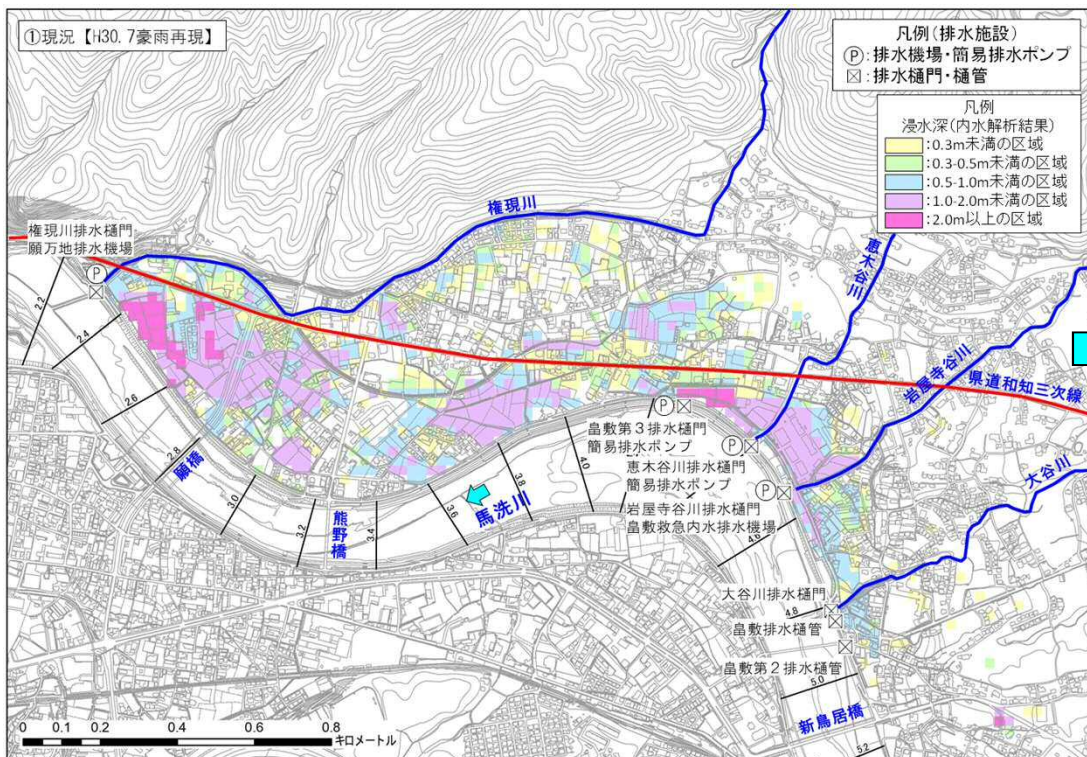 ①現況【H30.7豪雨再現】
凡例(排水施設)
Ⓟ:排水機場・簡易排水ポンプ
☒:排水樋門・樋管
凡例
浸水深(内水解析結果)
:0.3m未満の区域
:0.3-0.5m未満の区域
:0.5-1.0m未満の区域
:1.0-2.0m未満の区域
:2.0m以上の区域
権現川
権現川排水樋門
願万地排水機場
P
恵木谷川
岩屋寺谷川
県道和知三次線
大谷川
2.2
2.4
2.6
2.8
願橋
3.0
3.2
熊野橋
3.4
3.6
馬洗川
3.8
4.0
P
畠敷第3排水樋門
簡易排水ポンプ
P
恵木谷川排水樋門
簡易排水ポンプ
P
岩屋寺谷川排水樋門
畠敷救急内水排水機場
4.6
大谷川排水樋門
4.8
畠敷排水樋管
畠敷第2排水樋管
5.0
新鳥居橋
5.2
0 0.1 0.2 0.4 0.6 0.8
キロメートル